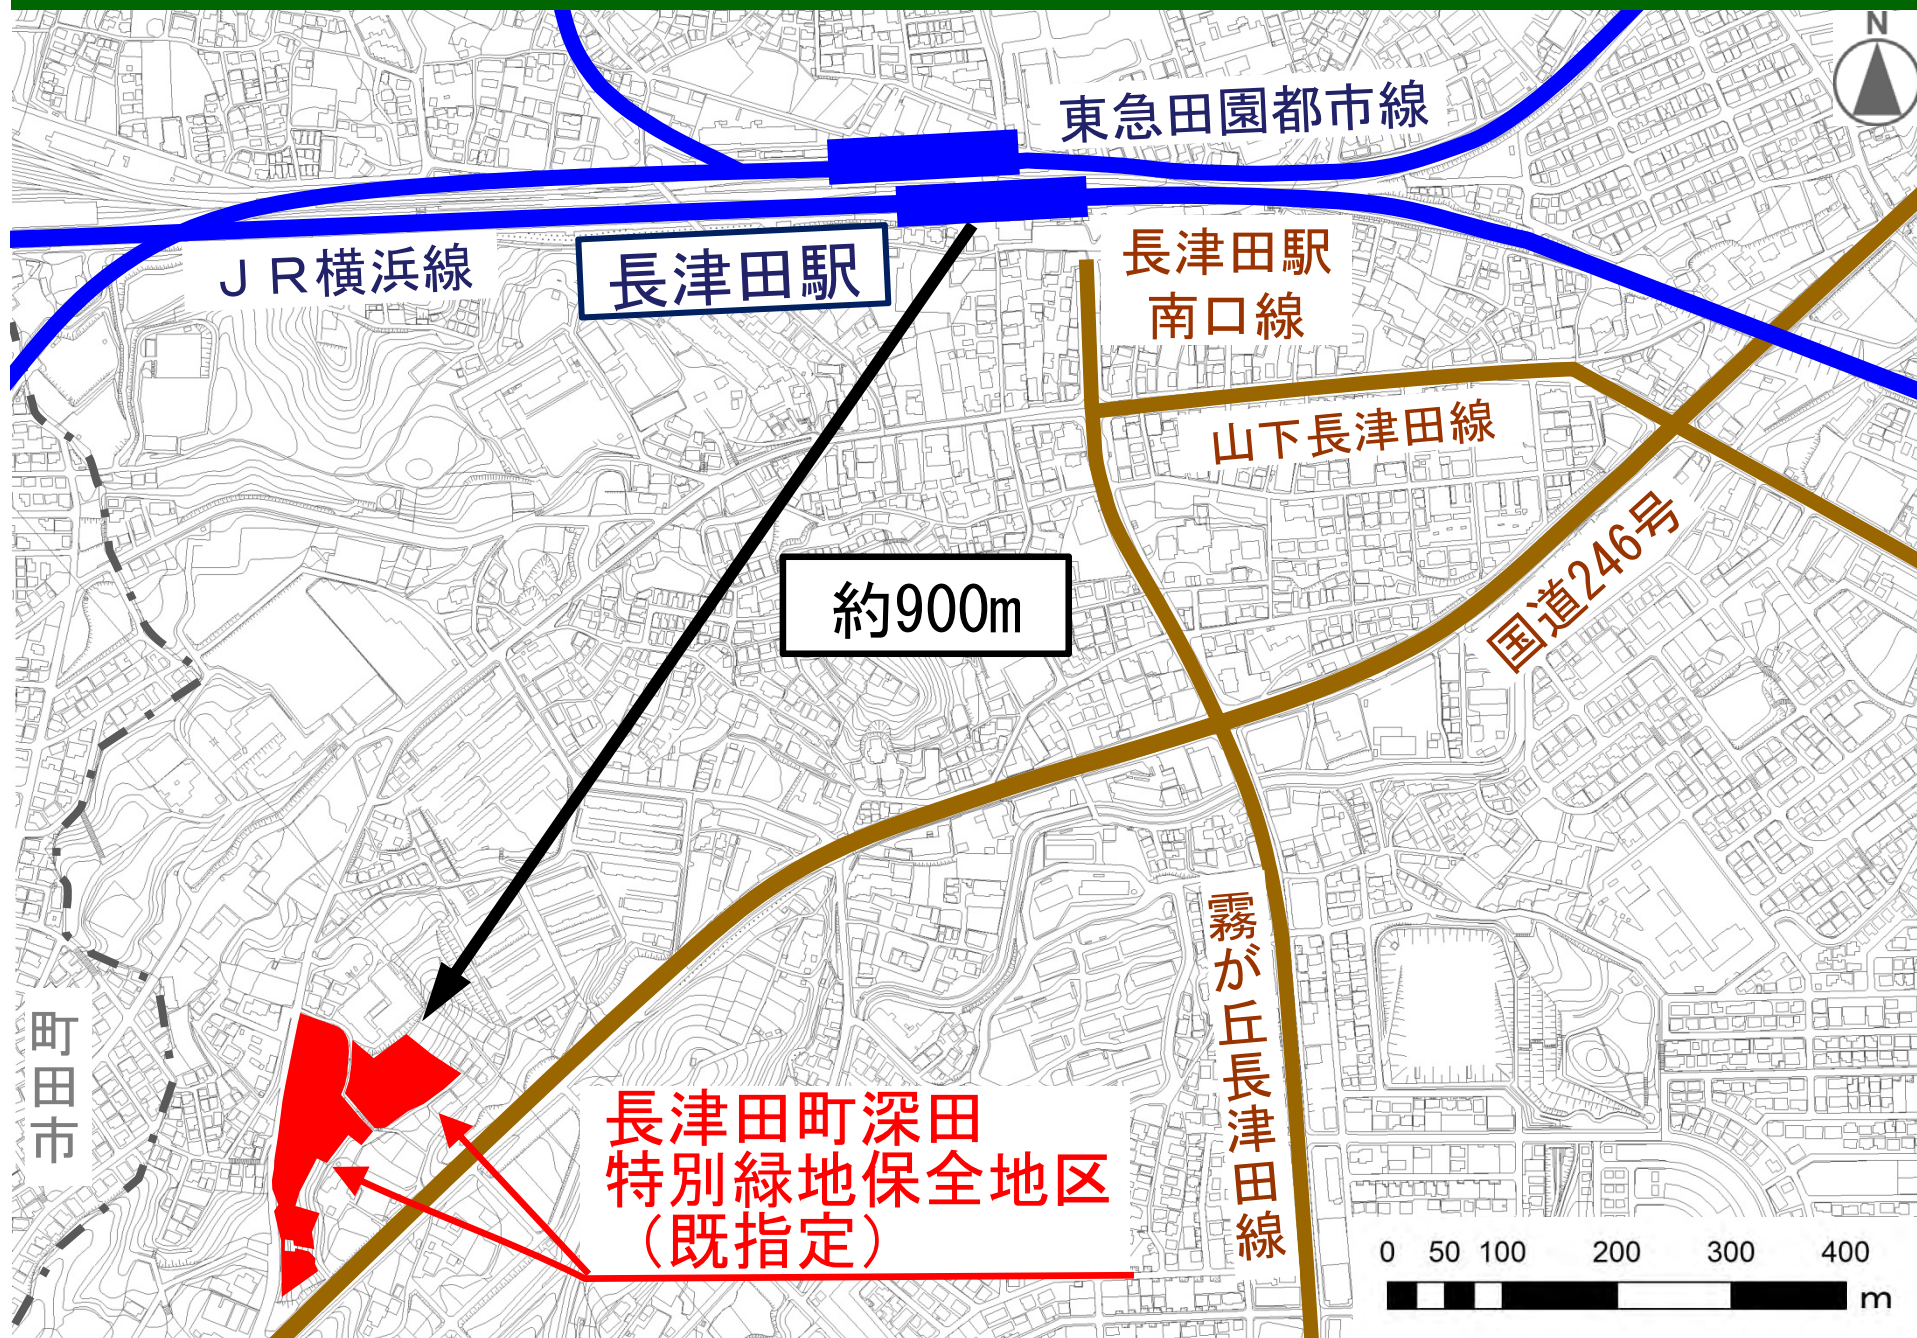 N
東急田園都市線
JR横浜線
長津田駅
長津田駅
南口線
山下長津田線
国道246号
約900m
霧が丘長津田線
町田市
長津田町深田
特別緑地保全地区
（既指定）
0 50 100 200 300 400
m